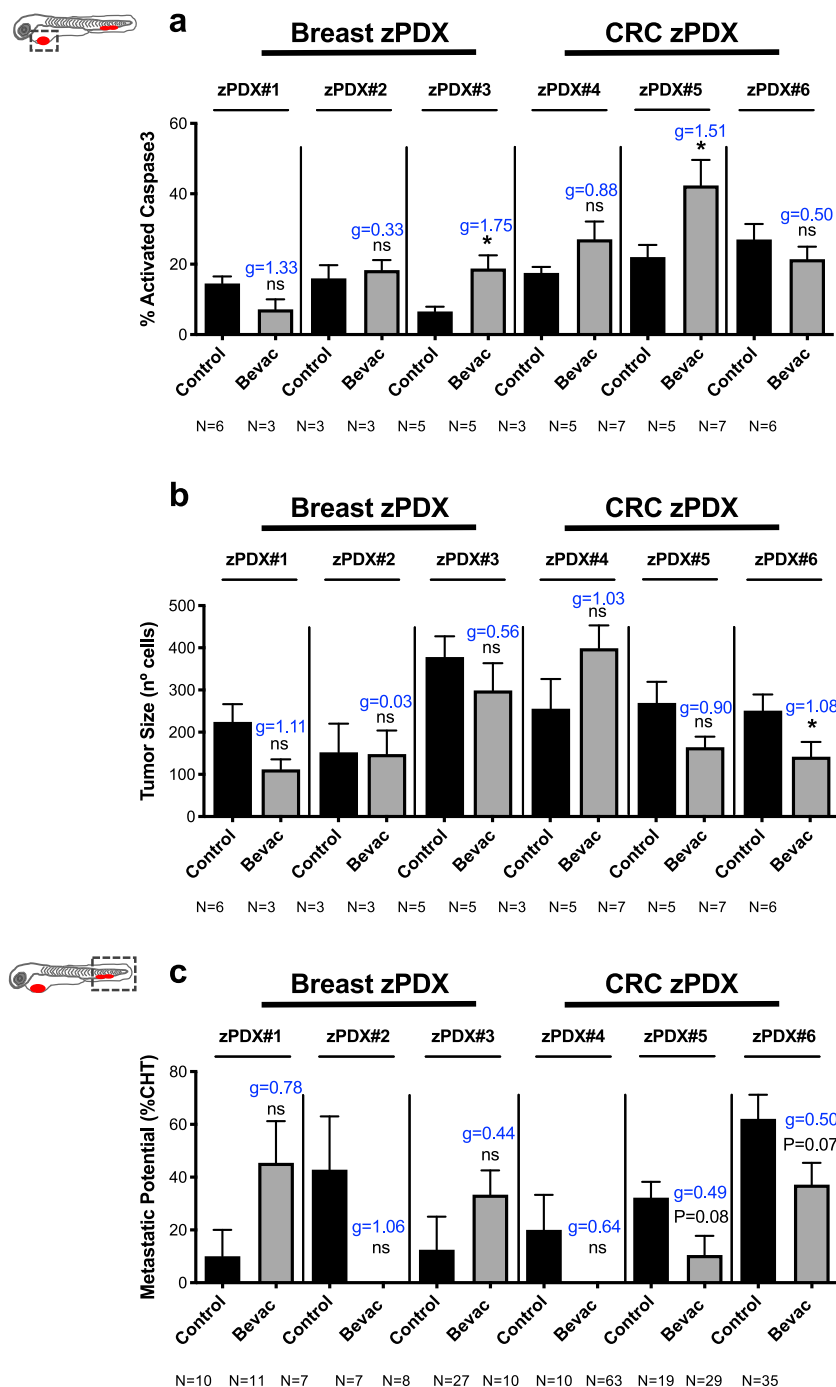 a
Breast zPDX CRC zPDX
zPDX#1 zPDX#2 zPDX#3 zPDX#4 zPDX#5 zPDX#6
% Activated Caspase3
60
40
20
0
g=1.33
ns
g=0.33
ns
g=1.75
*
g=0.88
ns
g=1.51
*
g=0.50
ns
Control Bevac Control Bevac Control Bevac Control Bevac Control Bevac Control Bevac
N=6 N=3 N=3 N=3 N=5 N=5 N=3 N=5 N=7 N=5 N=7 N=6
b
Breast zPDX CRC zPDX
zPDX#1 zPDX#2 zPDX#3 zPDX#4 zPDX#5 zPDX#6
Tumor Size (nº cells)
500
400
300
200
100
0
g=1.11
ns
g=0.03
ns
g=0.56
ns
g=1.03
ns
g=0.90
ns
g=1.08
*
Control Bevac Control Bevac Control Bevac Control Bevac Control Bevac Control Bevac
N=6 N=3 N=3 N=3 N=5 N=5 N=3 N=5 N=7 N=5 N=7 N=6
c
Breast zPDX CRC zPDX
zPDX#1 zPDX#2 zPDX#3 zPDX#4 zPDX#5 zPDX#6
Metastatic Potential (%CHT)
80
60
40
20
0
g=0.78
ns
g=1.06
ns
g=0.44
ns
g=0.64
ns
g=0.49
P=0.08
g=0.50
P=0.07
Control Bevac Control Bevac Control Bevac Control Bevac Control Bevac Control Bevac
N=10 N=11 N=7 N=7 N=8 N=27 N=10 N=10 N=63 N=19 N=29 N=35